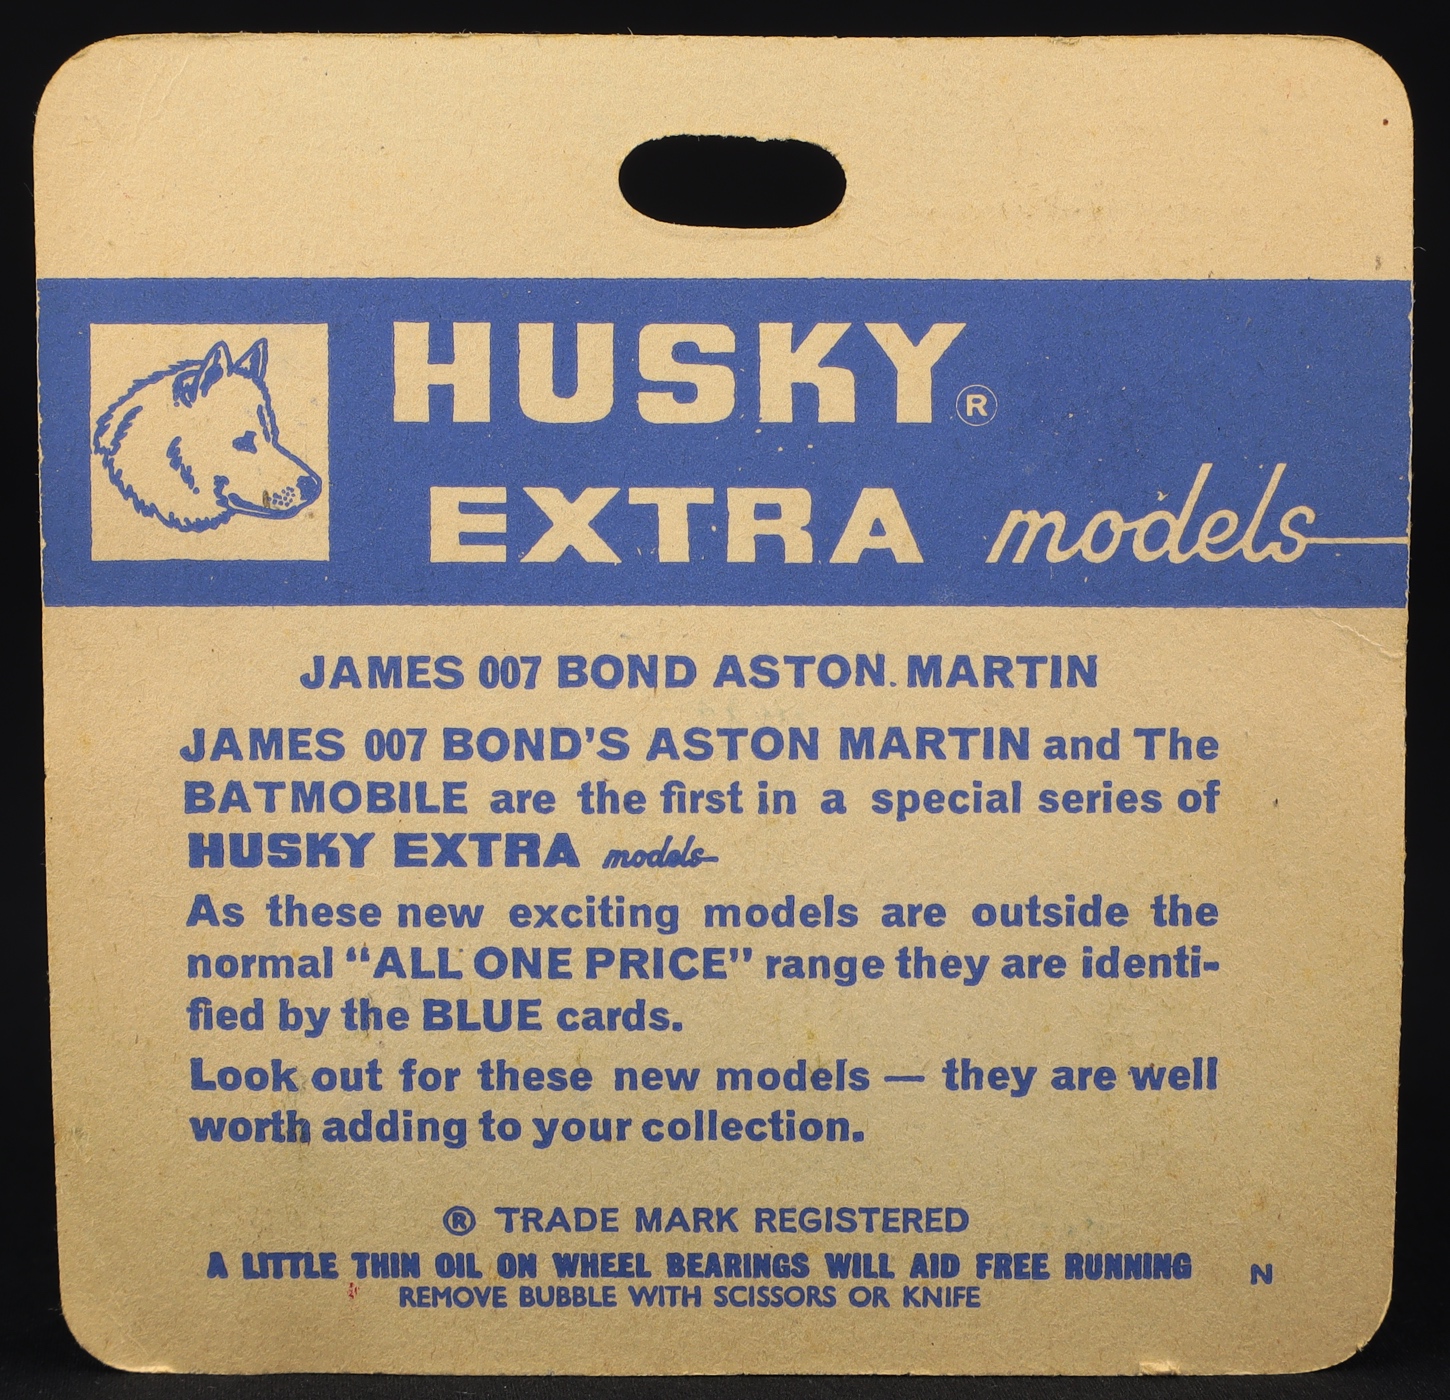 HUSKY®
EXTRA models
JAMES 007 BOND ASTON. MARTIN
JAMES 007 BOND'S ASTON MARTIN and The
BATMOBILE are the first in a special series of
HUSKY EXTRA models
As these new exciting models are outside the
normal “ALL ONE PRICE” range they are identi-
fied by the BLUE cards.
Look out for these new models — they are well
worth adding to your collection.
® TRADE MARK REGISTERED
A LITTLE THIN OIL ON WHEEL BEARINGS WILL AID FREE RUNNING N
REMOVE BUBBLE WITH SCISSORS OR KNIFE